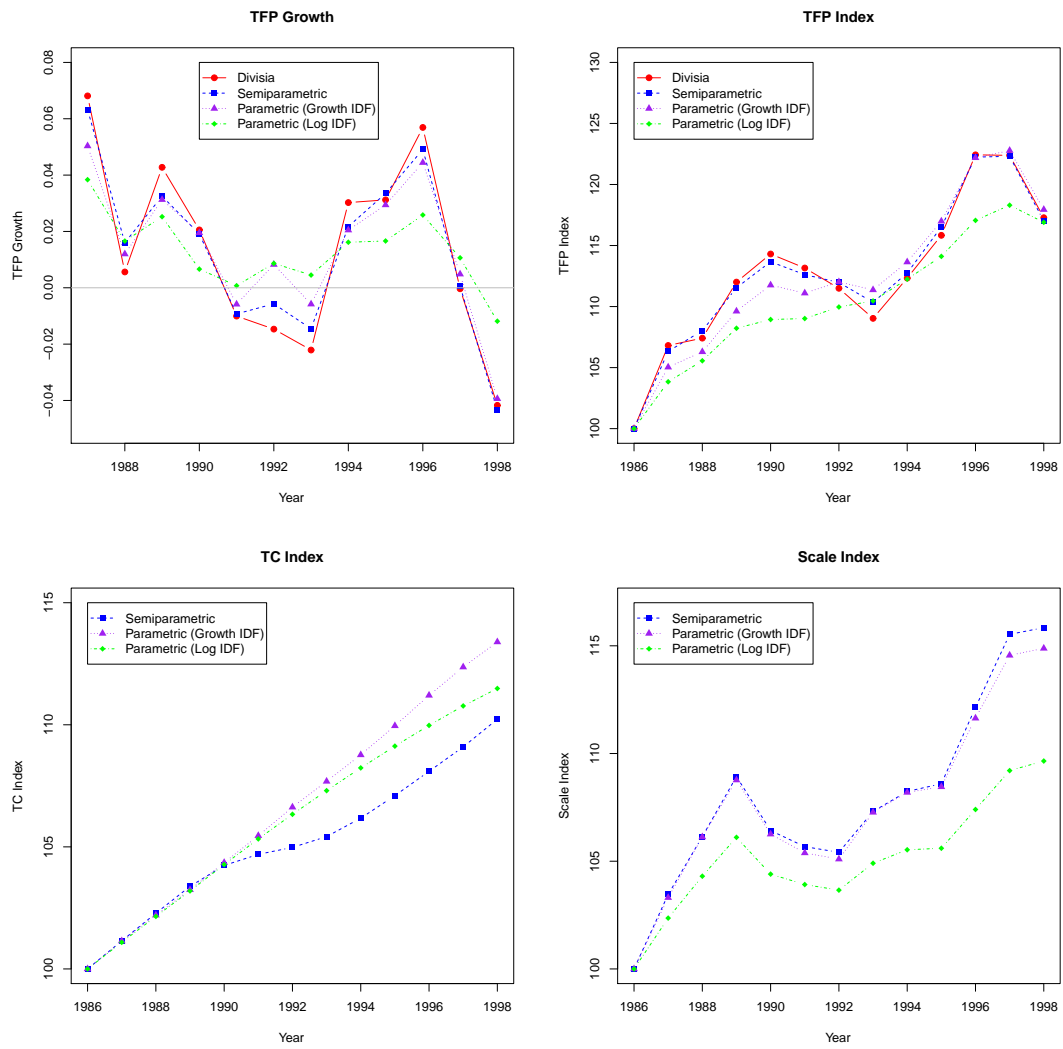 TFP Growth
TFP Growth
0.08
0.06
0.04
0.02
0.00
−0.02
−0.04
Divisia
Semiparametric
Parametric (Growth IDF)
Parametric (Log IDF)
1988 1990 1992 1994 1996 1998
Year
TFP Index
TFP Index
130
125
120
115
110
105
100
Divisia
Semiparametric
Parametric (Growth IDF)
Parametric (Log IDF)
1986 1988 1990 1992 1994 1996 1998
Year
TC Index
TC Index
115
110
105
100
Semiparametric
Parametric (Growth IDF)
Parametric (Log IDF)
1986 1988 1990 1992 1994 1996 1998
Year
Scale Index
Scale Index
115
110
105
100
Semiparametric
Parametric (Growth IDF)
Parametric (Log IDF)
1986 1988 1990 1992 1994 1996 1998
Year